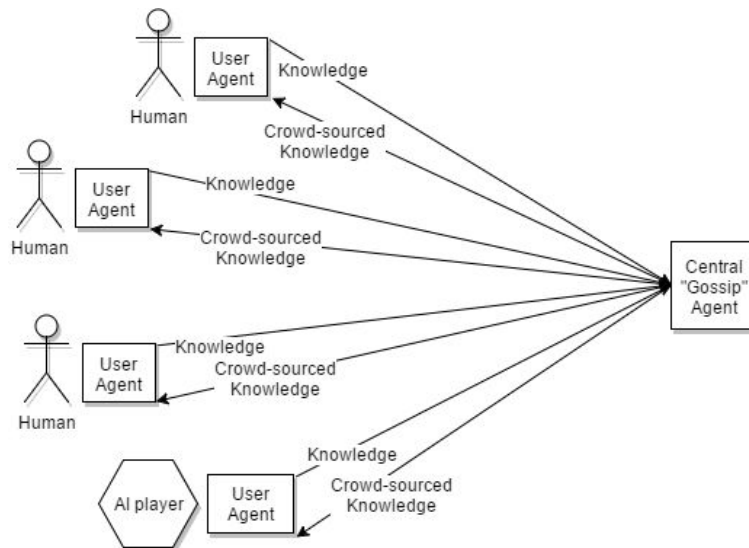 User
Agent
Knowledge
Human
Crowd-sourced
Knowledge
User
Agent
Knowledge
Human
Crowd-sourced
Knowledge
Central
"Gossip"
Agent
User
Agent
Knowledge
Human
Crowd-sourced
Knowledge
AI player
User
Agent
Knowledge
Crowd-sourced
Knowledge